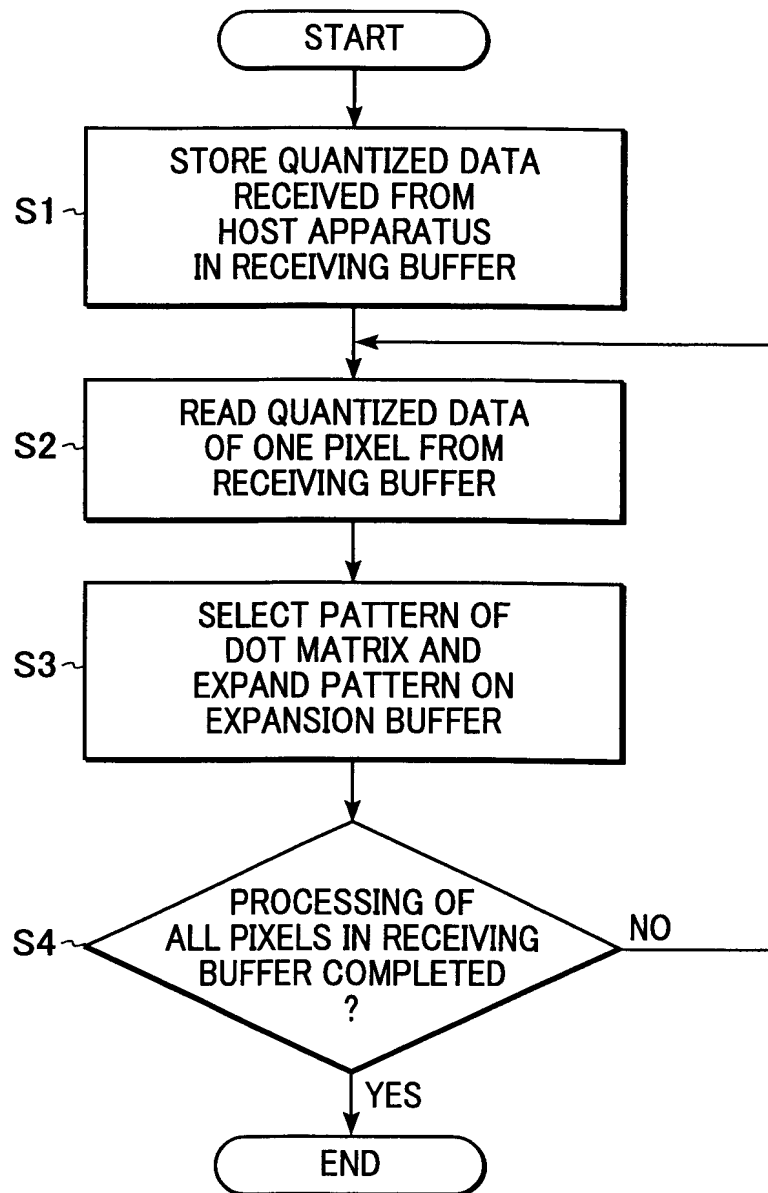 START
S1
STORE QUANTIZED DATA
RECEIVED FROM
HOST APPARATUS
IN RECEIVING BUFFER
S2
READ QUANTIZED DATA
OF ONE PIXEL FROM
RECEIVING BUFFER
S3
SELECT PATTERN OF
DOT MATRIX AND
EXPAND PATTERN ON
EXPANSION BUFFER
S4
PROCESSING OF
ALL PIXELS IN RECEIVING
BUFFER COMPLETED
?
NO
YES
END